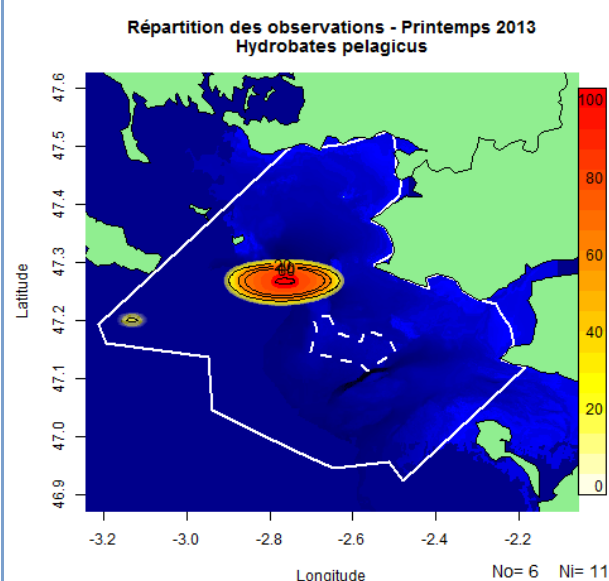 Répartition des observations - Printemps 2013
Hydrobates pelagicus
47.6
47.5
47.4
47.3
47.2
47.1
47.0
46.9
Latitude
100
80
60
40
20
0
-3.2 -3.0 -2.8 -2.6 -2.4 -2.2
Longitude
No= 6 Ni= 11